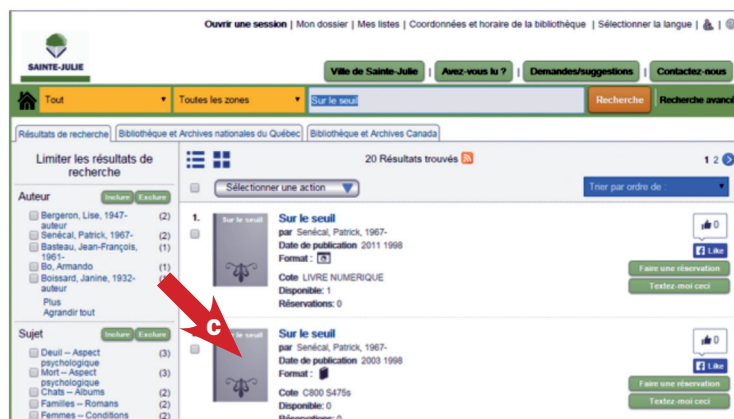 Ouvrir une session | Mon dossier | Mes listes | Coordonnées et horaire de la bibliothèque | Sélectionner la langue |
SAINTE-JULIE
Ville de Sainte-Julie | Avez-vous lu ? | Demandes/suggestions | Contactez-nous
Tout Toutes les zones Sur le seuil Recherche Recherche avancé
Résultats de recherche Bibliothèque et Archives nationales du Québec Bibliothèque et Archives Canada
Limiter les résultats de
recherche
20 Résultats trouvés
1 2
Sélectionner une action
Trier par ordre de :
Auteur Inclure Exclure
Bergeron, Lise, 1947- (2)
auteur
Senécal, Patrick, 1967- (2)
Basteau, Jean-François, (1)
1961-
Bo, Armando (1)
Boissard, Janine, 1932-
auteur
Plus
Agrandir tout
Sujet Inclure Exclure
Deuil -- Aspect (3)
psychologique
Mort -- Aspect (3)
psychologique
Chats -- Albums (2)
Familles -- Romans (2)
Femmes -- Conditions
1.
Sur le seuil
Sur le seuil
par Senécal, Patrick, 1967-
Date de publication 2011 1998
Format :
Cote LIVRE NUMERIQUE
Disponible: 1
Réservations: 0
0
Like
Faire une réservation
Textez-moi ceci
C
le seuil
Sur le seuil
par Senécal, Patrick, 1967-
Date de publication 2003 1998
Format :
Cote C800 S475s
Disponible: 0
Réservations: 0
0
Like
Faire une réservation
Textez-moi ceci